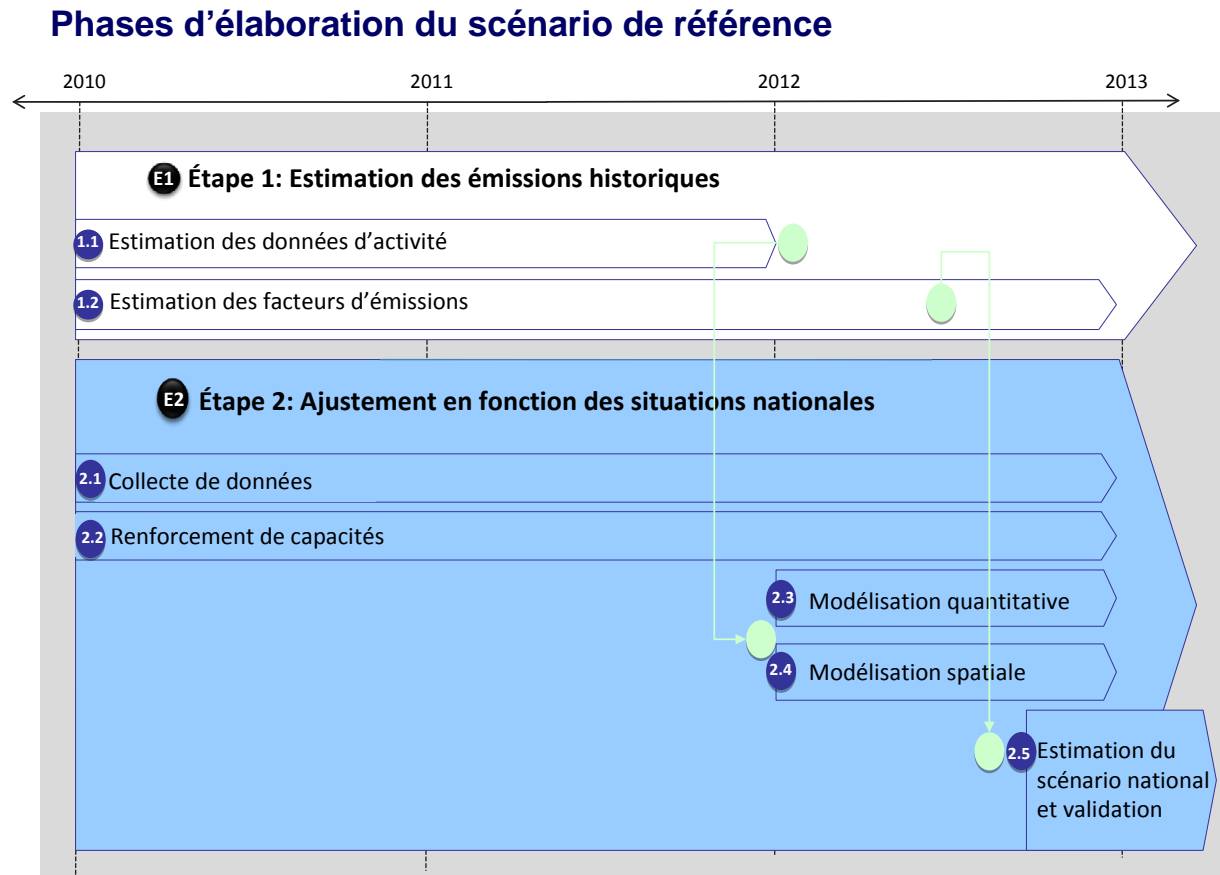 Phases d’élaboration du scénario de référence
2010 2011 2012 2013
E1 Étape 1: Estimation des émissions historiques
1.1 Estimation des données d’activité
1.2 Estimation des facteurs d’émissions
E2 Étape 2: Ajustement en fonction des situations nationales
2.1 Collecte de données
2.2 Renforcement de capacités
2.3 Modélisation quantitative
2.4 Modélisation spatiale
2.5 Estimation du
scénario national
et validation